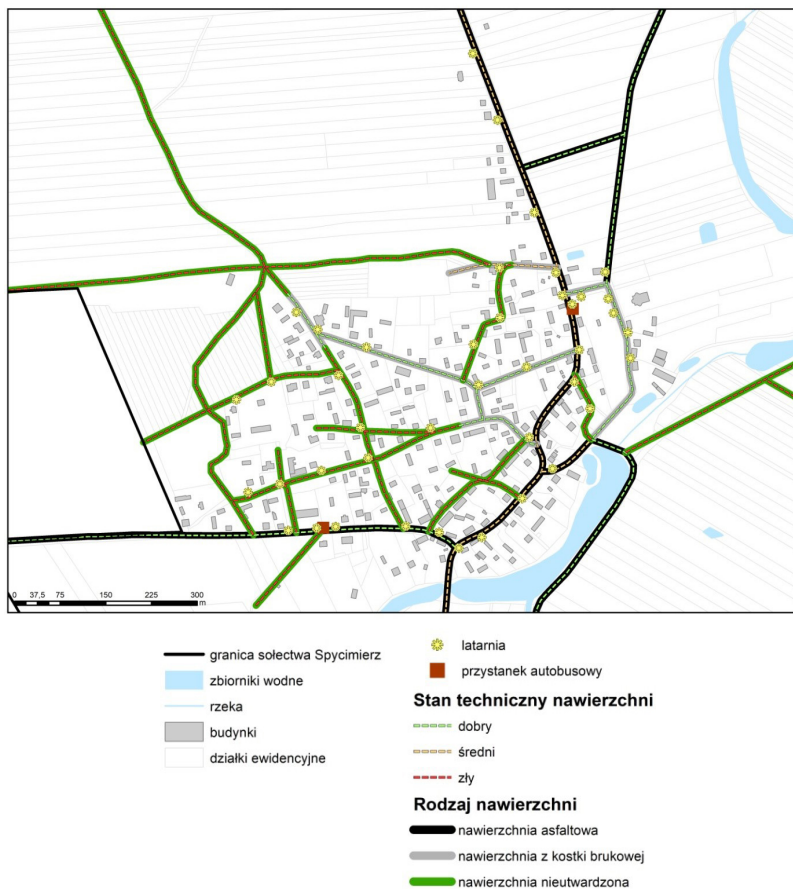 0 37,5 75 150 225 300
m
granica sołectwa Spycimierz
zbiorniki wodne
rzeka
budynki
działki ewidencyjne
latarnia
przystanek autobusowy
Stan techniczny nawierzchni
dobry
średni
zły
Rodzaj nawierzchni
nawierzchnia asfaltowa
nawierzchnia z kostki brukowej
nawierzchnia nieutwardzona